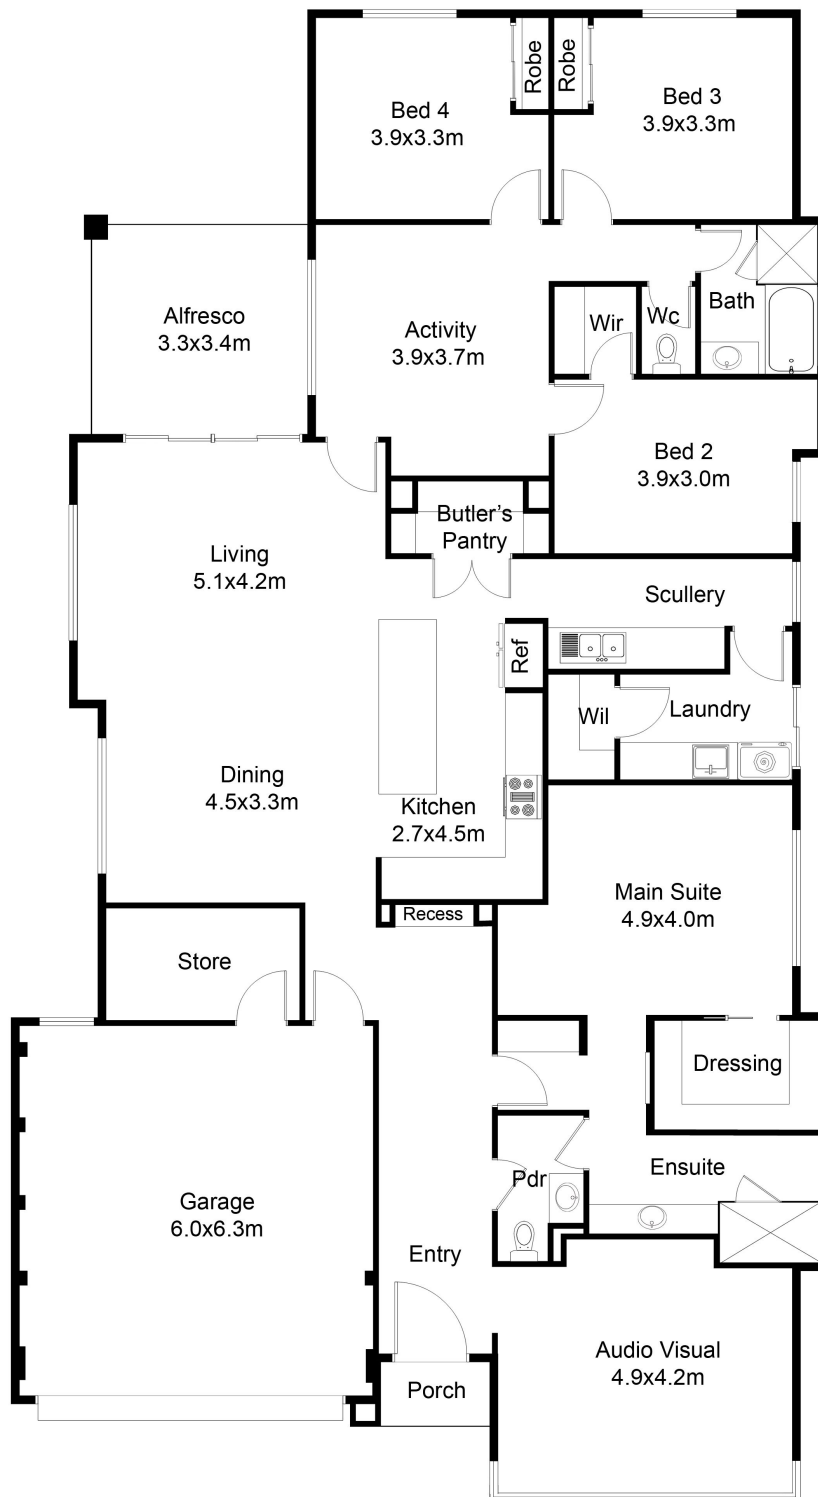 Bed 4
3.9x3.3m
Robe
Robe
Bed 3
3.9x3.3m
Alfresco
3.3x3.4m
Activity
3.9x3.7m
Wir
Wc
Bath
Bed 2
3.9x3.0m
Butler's
Pantry
Living
5.1x4.2m
Scullery
Ref
Wil
Laundry
Dining
4.5x3.3m
Kitchen
2.7x4.5m
Main Suite
4.9x4.0m
Recess
Store
Dressing
Garage
6.0x6.3m
Pdr
Ensuite
Entry
Audio Visual
4.9x4.2m
Porch